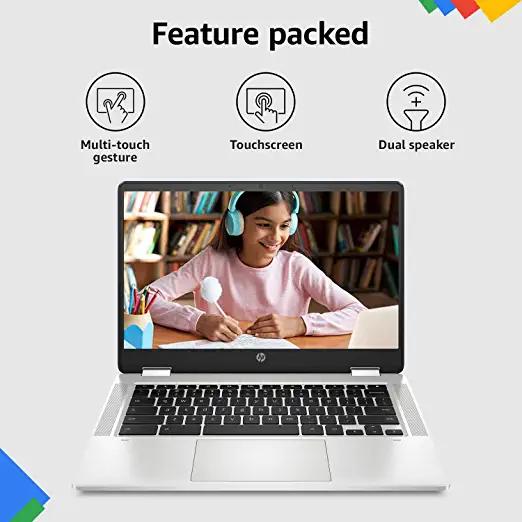 Feature packed
Multi-touch
gesture
Touchscreen
Dual speaker
hp